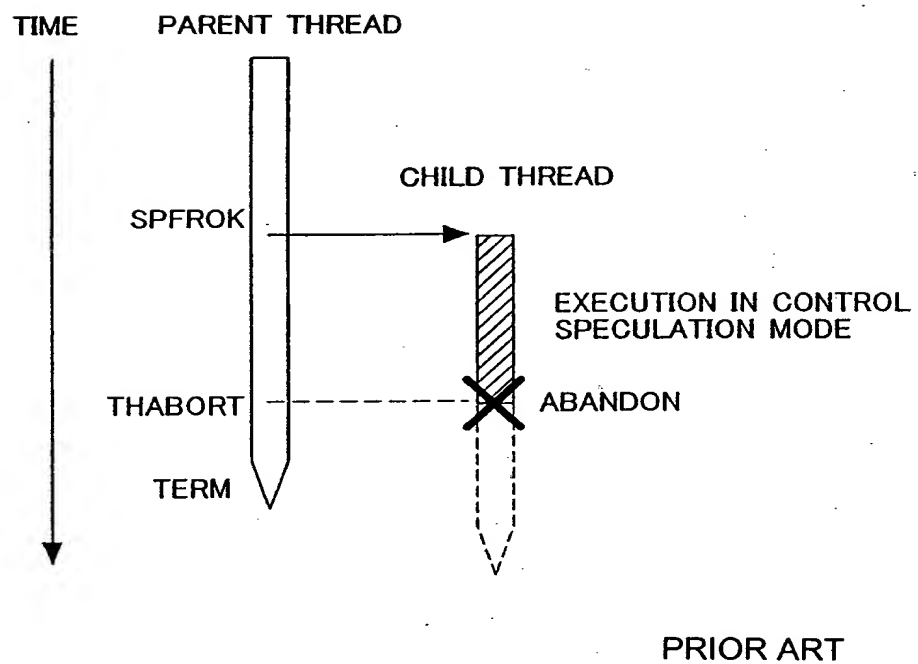 TIME
PARENT THREAD
CHILD THREAD
SPFROK
EXECUTION IN CONTROL
SPECULATION MODE
THABORT
ABANDON
TERM
PRIOR ART